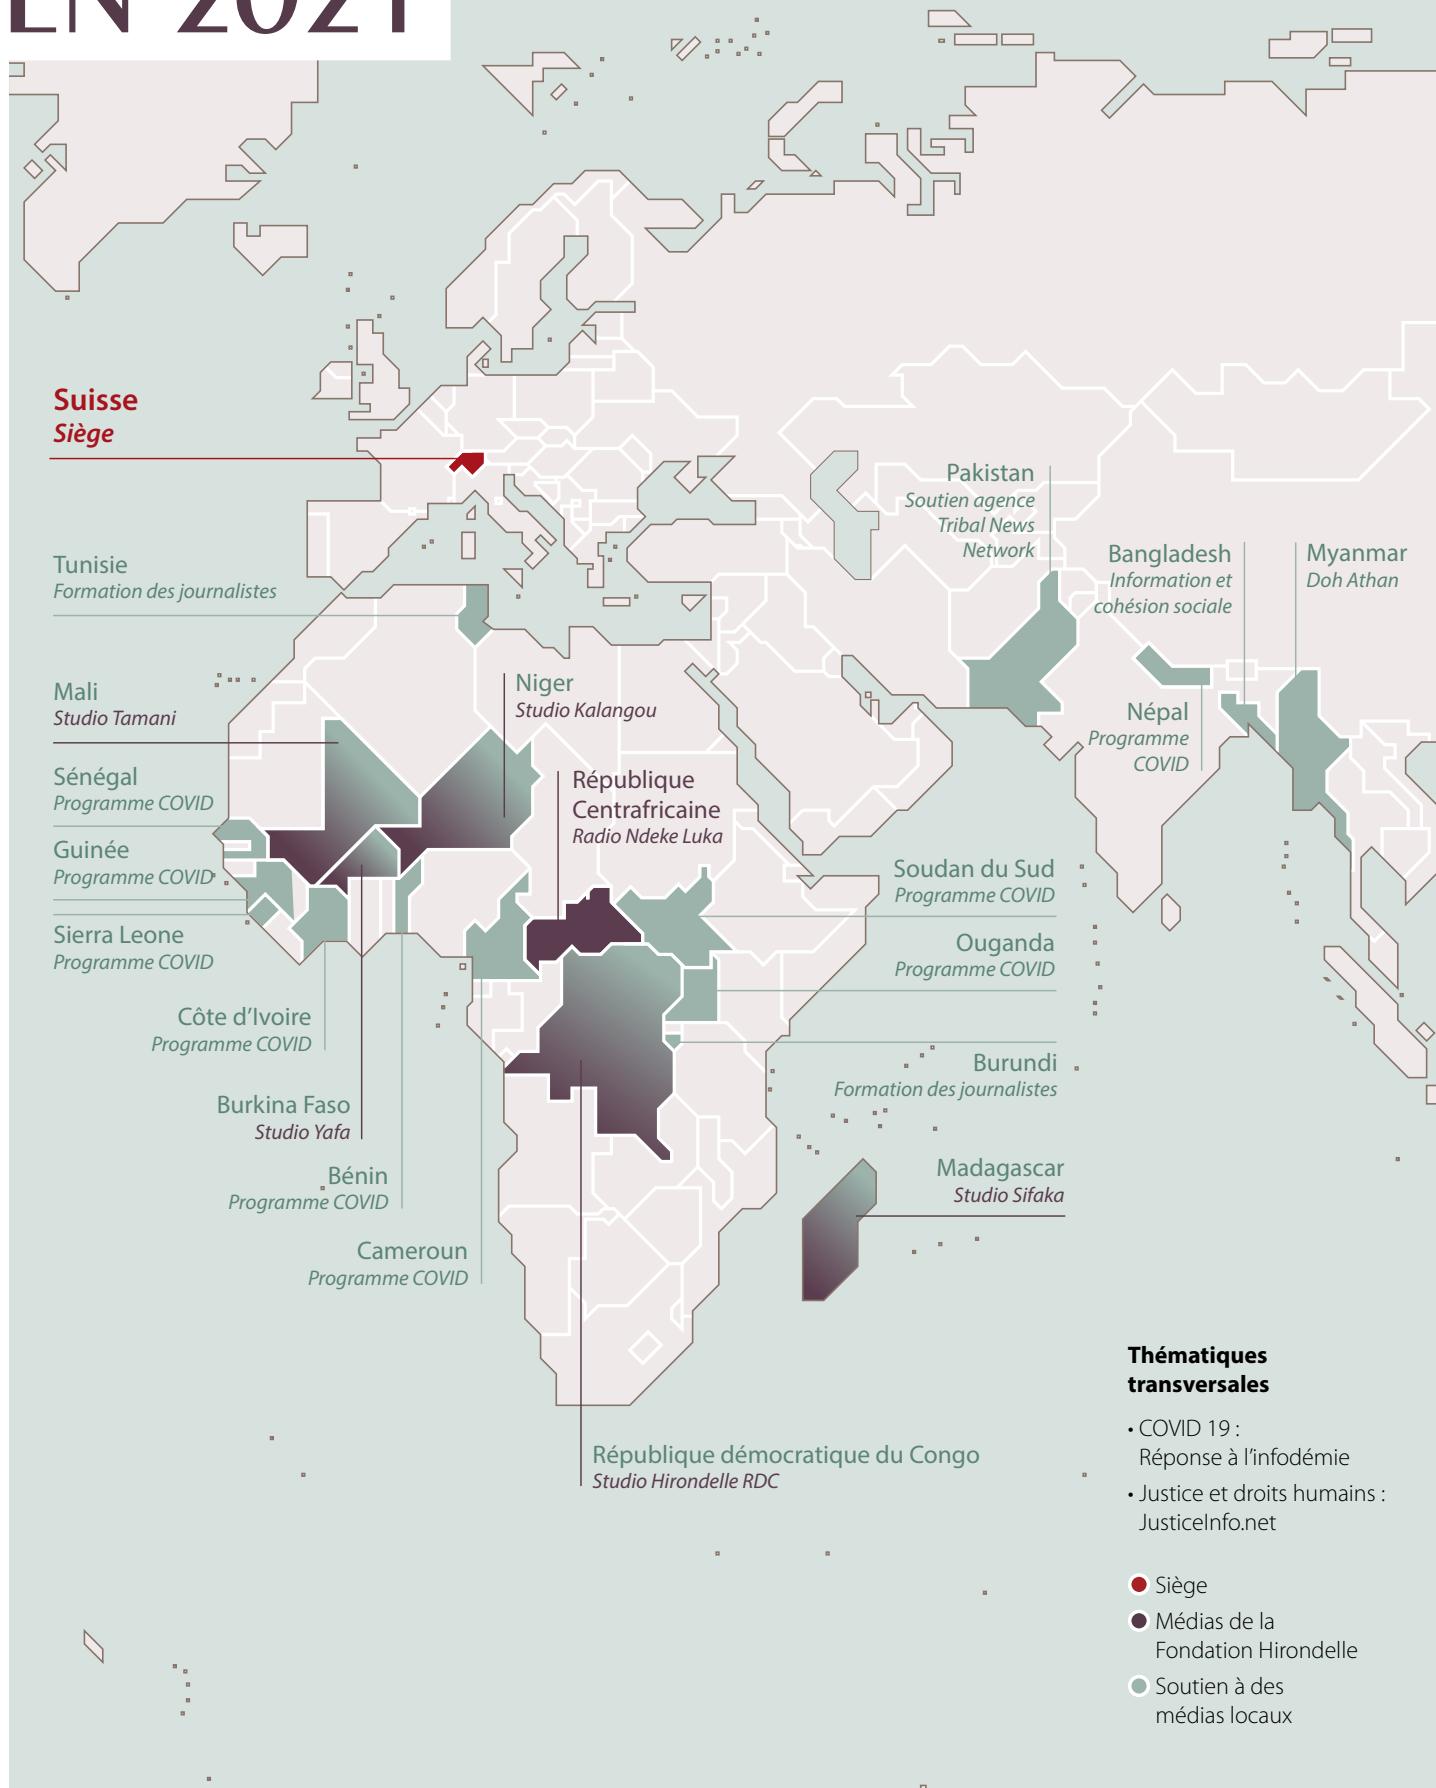 EN 2021
Suisse
Siège
Tunisie
Formation des journalistes
Mali
Studio Tamani
Sénégal
Programme COVID
Guinée
Programme COVID
Sierra Leone
Programme COVID
Côte d'Ivoire
Programme COVID
Burkina Faso
Studio Yafa
Bénin
Programme COVID
Cameroun
Programme COVID
Niger
Studio Kalangou
République
Centrafricaine
Radio Ndeke Luka
République démocratique du Congo
Studio Hirondelle RDC
Pakistan
Soutien agence
Tribal News
Network
Bangladesh
Information et
cohésion sociale
Myanmar
Doh Athan
Népal
Programme
COVID
Soudan du Sud
Programme COVID
Ouganda
Programme COVID
Burundi
Formation des journalistes
Madagascar
Studio Sifaka
Thématiques
transversales
• COVID 19 :
Réponse à l'infodémie
• Justice et droits humains :
JusticeInfo.net
Siège
Médias de la
Fondation Hirondelle
Soutien à des
médias locaux